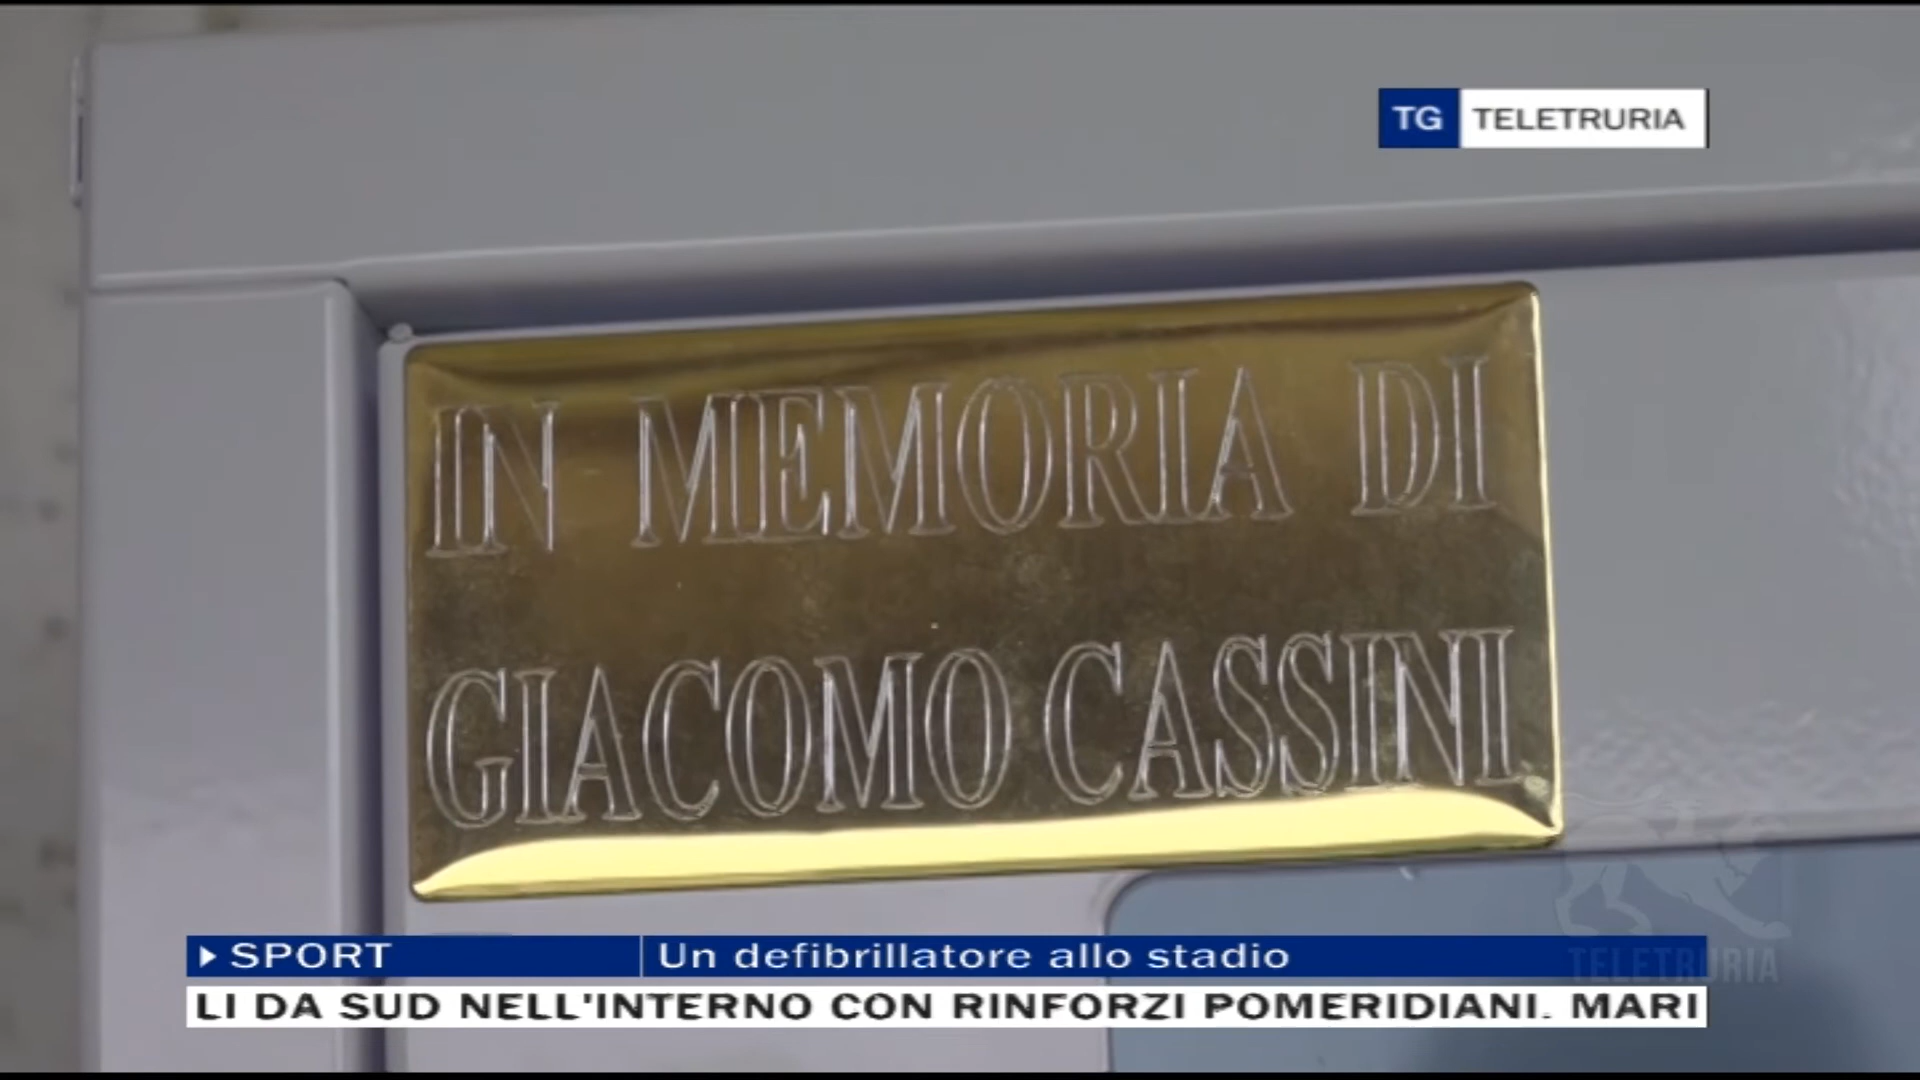 TG TELETRURIA
IN MEMORIA DI
GIACOMO CASSINI
TELETRURIA
SPORT Un defibrillatore allo stadio
LI DA SUD NELL'INTERNO CON RINFORZI POMERIDIANI. MARI